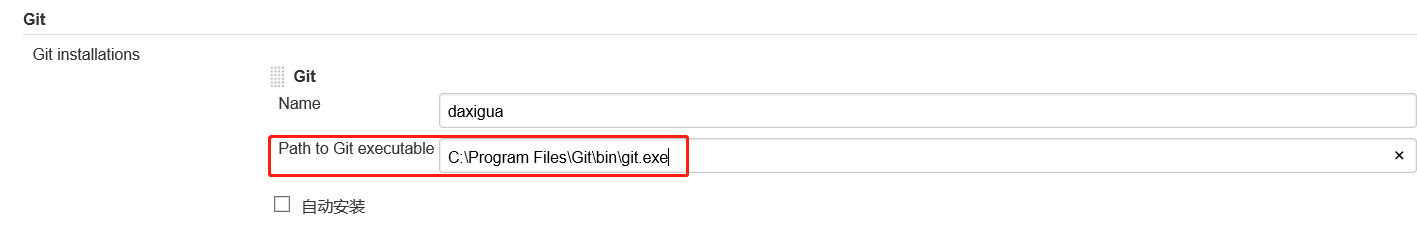 Git
Git installations
Git
Name
daxigua
Path to Git executable
C:\Program Files\Git\bin\git.exe
×
自动安装